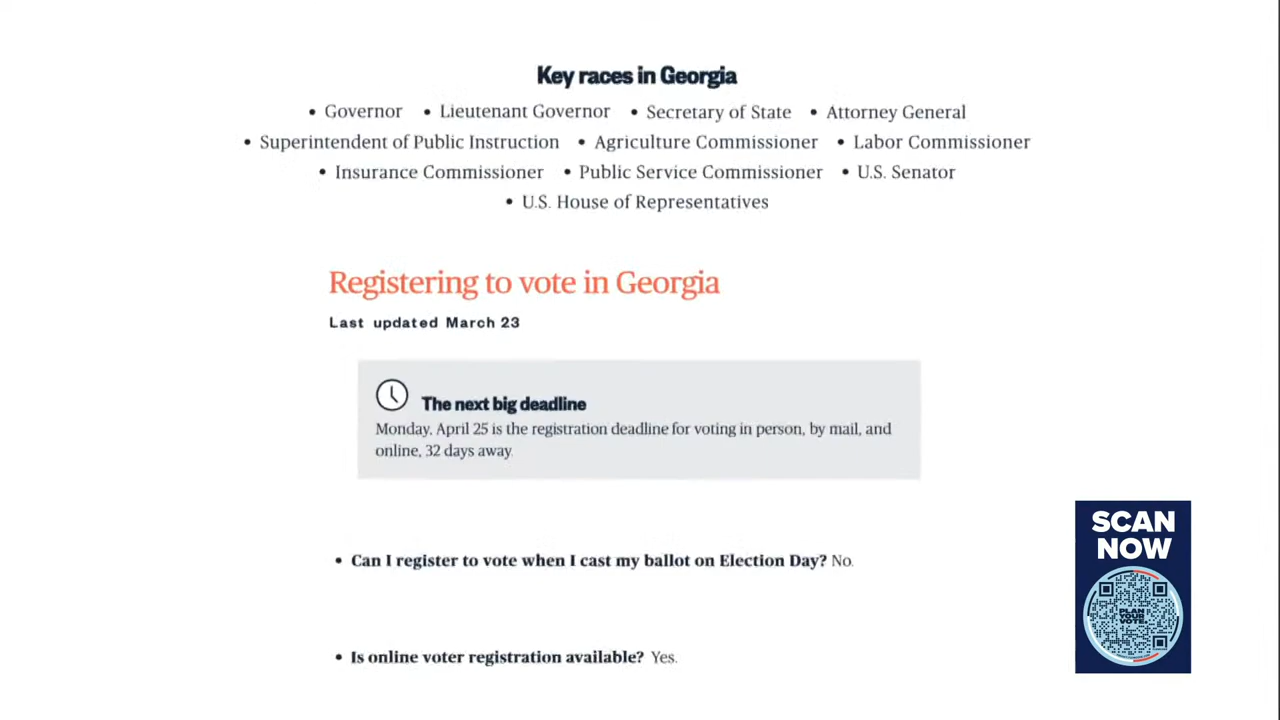 Key races in Georgia
• Governor • Lieutenant Governor • Secretary of State • Attorney General
• Superintendent of Public Instruction • Agriculture Commissioner • Labor Commissioner
• Insurance Commissioner • Public Service Commissioner • U.S. Senator
• U.S. House of Representatives
Registering to vote in Georgia
Last updated March 23
The next big deadline
Monday, April 25 is the registration deadline for voting in person, by mail, and
online, 32 days away.
• Can I register to vote when I cast my ballot on Election Day? No.
• Is online voter registration available? Yes.
SCAN
NOW
PLAN
YOUR
VOTE.